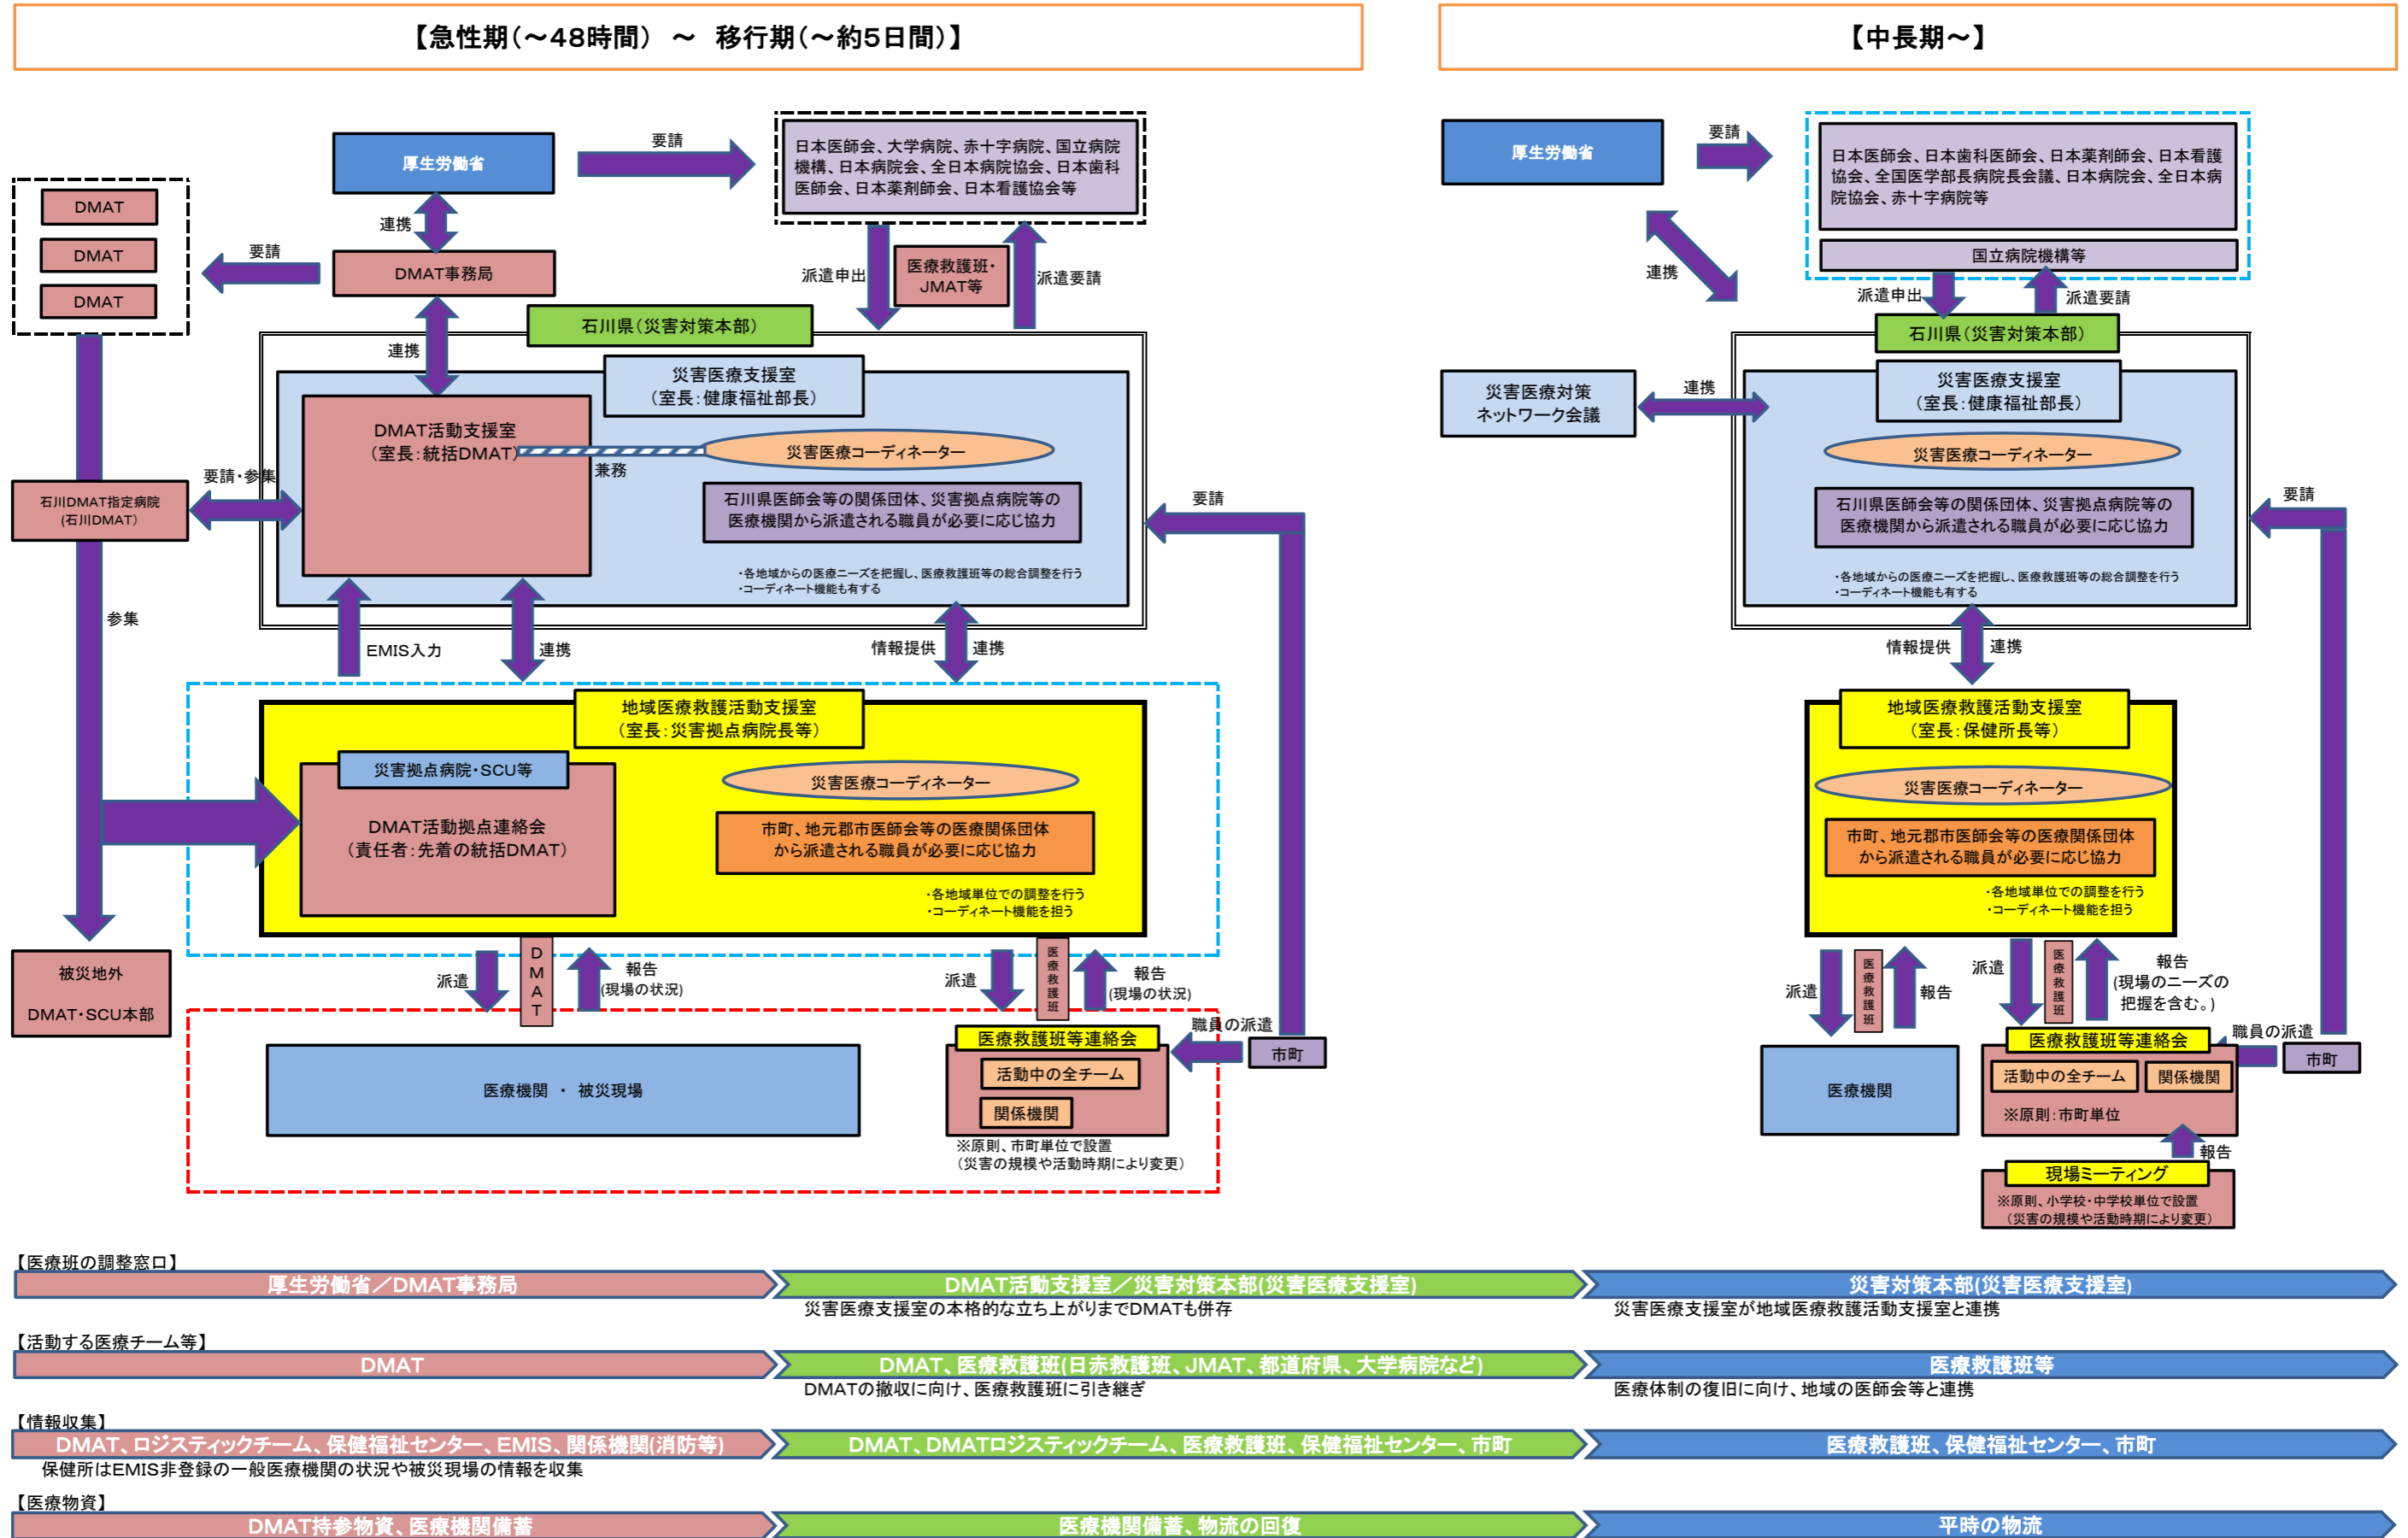 【急性期（～４８時間） ～ 移行期（～約５日間）】
厚生労働省
要請
日本医師会、大学病院、赤十字病院、国立病院
機構、日本病院会、全日本病院協会、日本歯科
医師会、日本薬剤師会、日本看護協会等
DMAT
DMAT
DMAT
要請
連携
DMAT事務局
派遣申出
医療救護班・
JMAT等
派遣要請
連携
石川県（災害対策本部）
災害医療支援室
（室長：健康福祉部長）
DMAT活動支援室
（室長：統括DMAT）
兼務
災害医療コーディネーター
石川県医師会等の関係団体、災害拠点病院等の
医療機関から派遣される職員が必要に応じ協力
・各地域からの医療ニーズを把握し、医療救護班等の総合調整を行う
・コーディネート機能も有する
要請・参集
石川DMAT指定病院
(石川DMAT)
要請
参集
EMIS入力
連携
情報提供
連携
地域医療救護活動支援室
（室長：災害拠点病院長等）
災害拠点病院・SCU等
DMAT活動拠点連絡会
（責任者：先着の統括DMAT）
災害医療コーディネーター
市町、地元郡市医師会等の医療関係団体
から派遣される職員が必要に応じ協力
・各地域単位での調整を行う
・コーディネート機能を担う
被災地外
DMAT・SCU本部
派遣
DMAT
報告
(現場の状況)
派遣
医療救護班
報告
(現場の状況)
医療機関 ・ 被災現場
医療救護班等連絡会
活動中の全チーム
関係機関
※原則、市町単位で設置
（災害の規模や活動時期により変更）
職員の派遣
市町
【中長期～】
厚生労働省
要請
日本医師会、日本歯科医師会、日本薬剤師会、日本看護
協会、全国医学部長病院長会議、日本病院会、全日本病
院協会、赤十字病院等
国立病院機構等
連携
派遣申出
派遣要請
石川県（災害対策本部）
災害医療対策
ネットワーク会議
連携
災害医療支援室
（室長：健康福祉部長）
災害医療コーディネーター
石川県医師会等の関係団体、災害拠点病院等の
医療機関から派遣される職員が必要に応じ協力
・各地域からの医療ニーズを把握し、医療救護班等の総合調整を行う
・コーディネート機能も有する
要請
情報提供
連携
地域医療救護活動支援室
（室長：保健所長等）
災害医療コーディネーター
市町、地元郡市医師会等の医療関係団体
から派遣される職員が必要に応じ協力
・各地域単位での調整を行う
・コーディネート機能を担う
派遣
医療救護班
報告
派遣
医療救護班
報告
(現場のニーズの
把握を含む。)
医療機関
医療救護班等連絡会
活動中の全チーム
関係機関
※原則：市町単位
職員の派遣
市町
報告
現場ミーティング
※原則、小学校・中学校単位で設置
（災害の規模や活動時期により変更）
【医療班の調整窓口】
厚生労働省／DMAT事務局
DMAT活動支援室／災害対策本部(災害医療支援室)
災害対策本部(災害医療支援室)
災害医療支援室の本格的な立ち上がりまでDMATも併存
災害医療支援室が地域医療救護活動支援室と連携
【活動する医療チーム等】
DMAT
DMAT、医療救護班(日赤救護班、JMAT、都道府県、大学病院など)
医療救護班等
DMATの撤収に向け、医療救護班に引き継ぎ
医療体制の復旧に向け、地域の医師会等と連携
【情報収集】
DMAT、ロジスティックチーム、保健福祉センター、EMIS、関係機関(消防等)
DMAT、DMATロジスティックチーム、医療救護班、保健福祉センター、市町
医療救護班、保健福祉センター、市町
保健所はEMIS非登録の一般医療機関の状況や被災現場の情報を収集
【医療物資】
DMAT持参物資、医療機関備蓄
医療機関備蓄、物流の回復
平時の物流